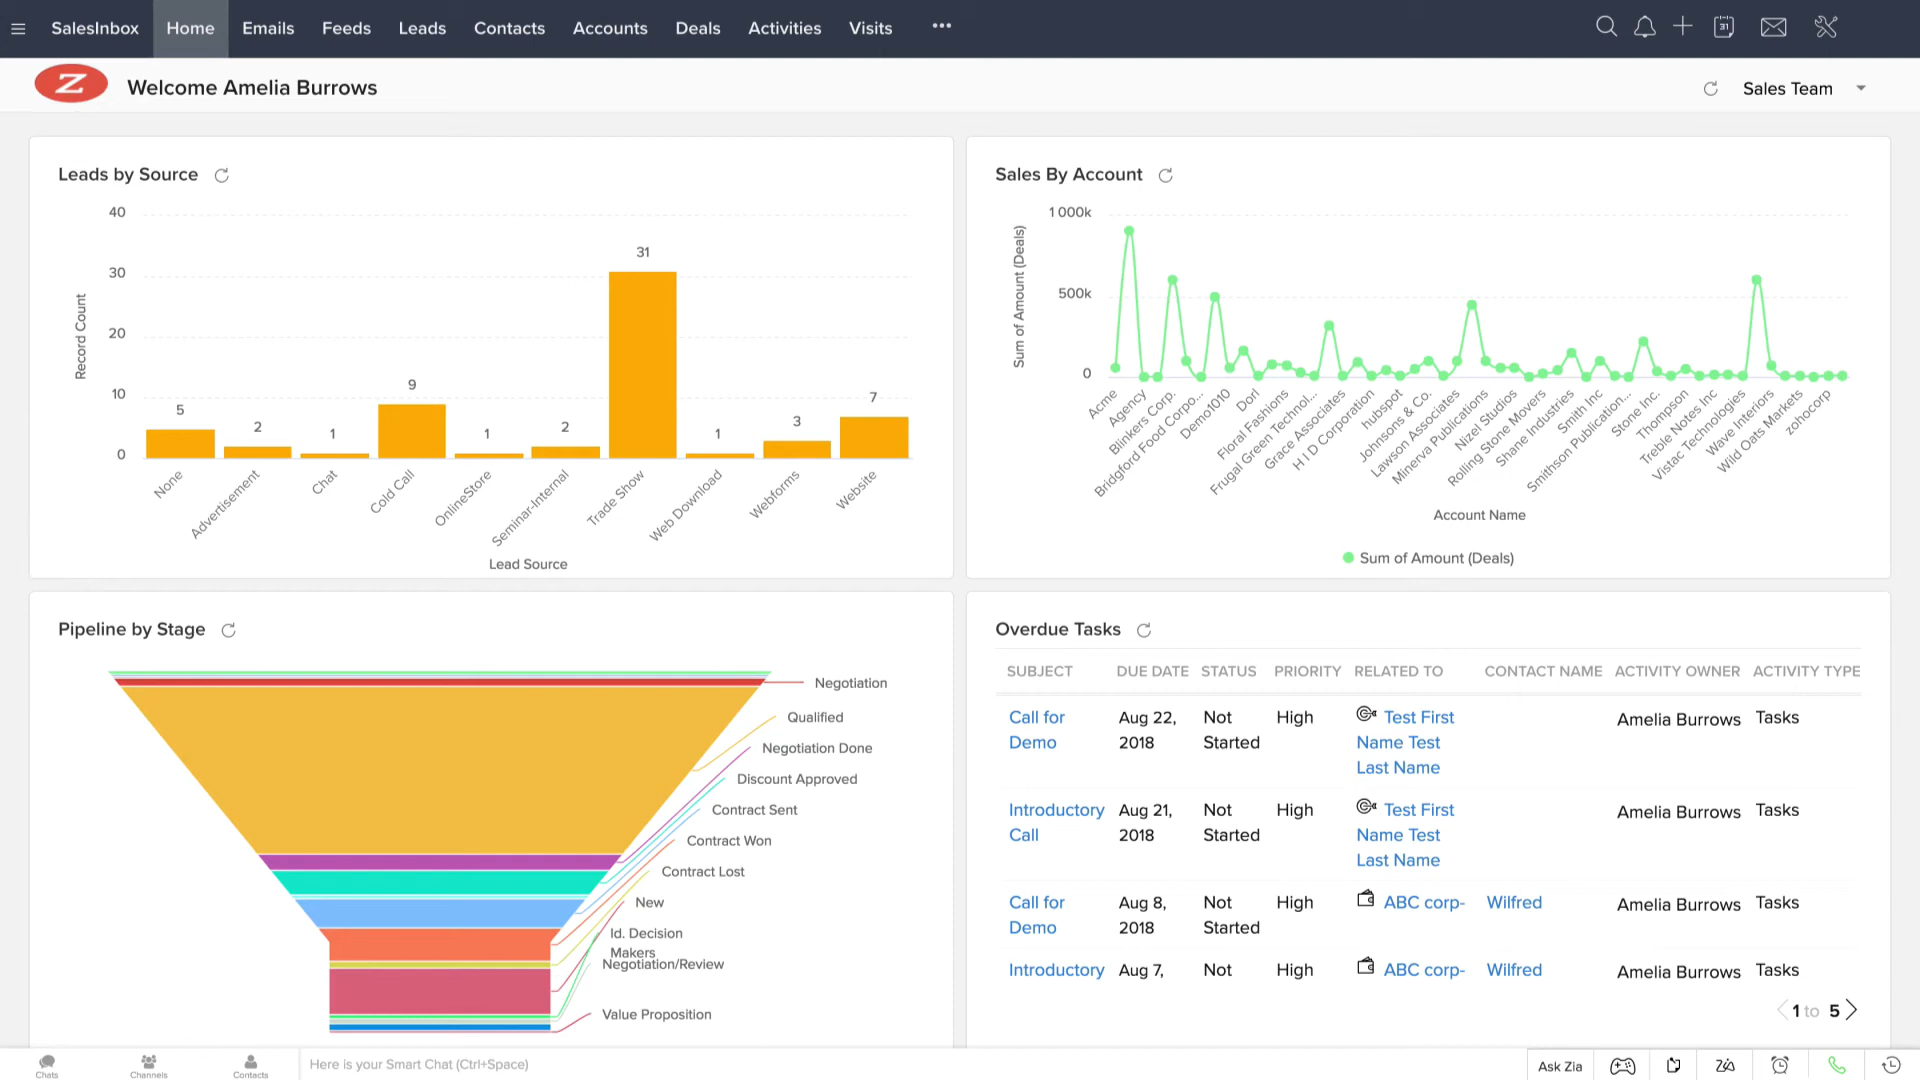 SalesInbox Home Emails Feeds Leads Contacts Accounts Deals Activities Visits •••
31
Z
Welcome Amelia Burrows
Sales Team
Leads by Source
40
30
20
10
0
Record Count
5
2
1
9
1
2
31
1
3
7
None
Advertisement
Chat
Cold Call
OnlineStore
Seminar-Internal
Trade Show
Web Download
Webforms
Website
Lead Source
Sales By Account
1 000k
500k
0
Sum of Amount (Deals)
Acme
Agency
Blinkers Corp.
Bridgford Food Corpo...
Demo1010
Dorl
Floral Fashions
Frugal Green Technol...
Grace Associates
H I D Corporation
hubspot
Johnsons & Co.
Lawson Associates
Minerva Publications
Nizel Studios
Rolling Stone Movers
Shane Industries
Smith Inc
Smithson Publication...
Stone Inc.
Thompson
Treble Notes Inc
Vistac Technologies
Wave Interiors
Wild Oats Markets
zohocorp
Account Name
Sum of Amount (Deals)
Pipeline by Stage
Negotiation
Qualified
Negotiation Done
Discount Approved
Contract Sent
Contract Won
Contract Lost
New
Id. Decision
Makers
Negotiation/Review
Value Proposition
Overdue Tasks
SUBJECT DUE DATE STATUS PRIORITY RELATED TO CONTACT NAME ACTIVITY OWNER ACTIVITY TYPE
Call for Aug 22, Not High Test First Amelia Burrows Tasks
Demo 2018 Started Name Test
Last Name
Introductory Aug 21, Not High Test First Amelia Burrows Tasks
Call 2018 Started Name Test
Last Name
Call for Aug 8, Not High ABC corp- Wilfred Amelia Burrows Tasks
Demo 2018 Started
Introductory Aug 7, Not High ABC corp- Wilfred Amelia Burrows Tasks
1 to 5
Chats
Channels
Contacts
Here is your Smart Chat (Ctrl+Space)
Ask Zia